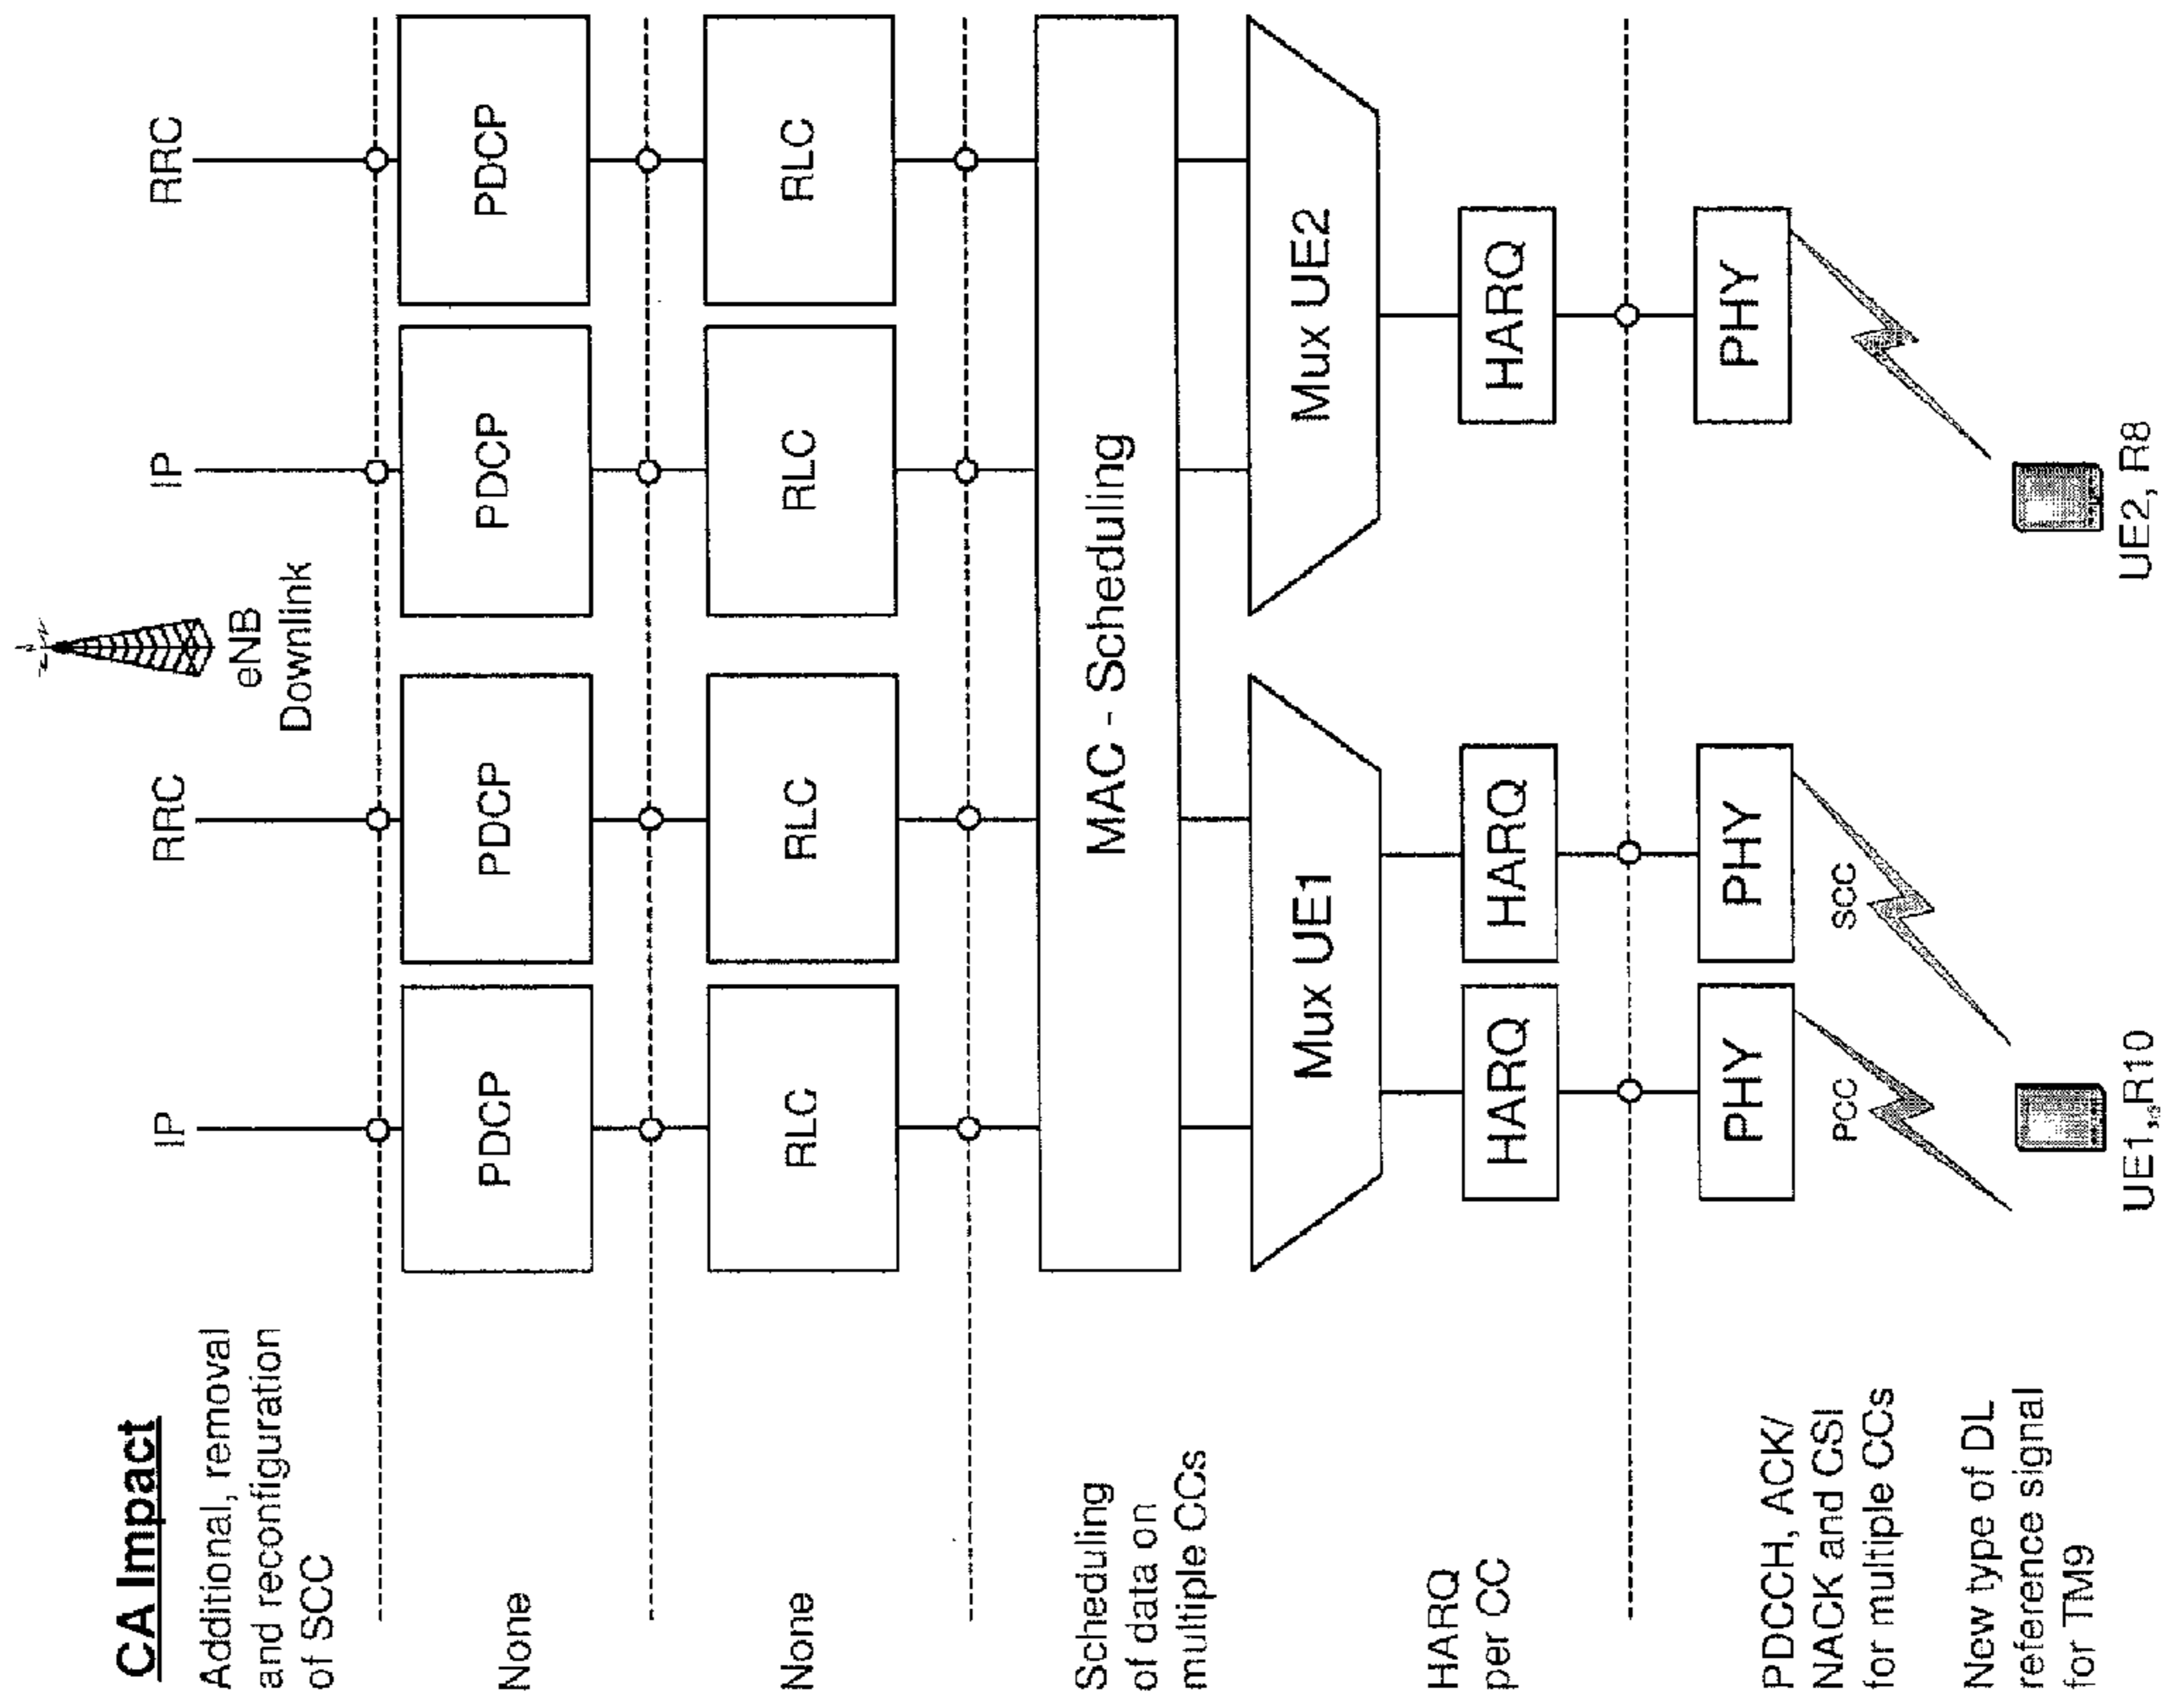 CA Impact
Additional, removal
and reconfiguration
of SCC
None
None
Scheduling
of data on
multiple CCs
HARQ
per CC
PDCCH, ACK/
NACK and CSI
for multiple CCs
New type of DL
reference signal
for TM9
eNB
Downlink
IP
RRC
IP
RRC
PDCP
PDCP
PDCP
PDCP
RLC
RLC
RLC
RLC
MAC - Scheduling
Mux UE1
Mux UE2
HARQ
HARQ
HARQ
PHY
PHY
PHY
PCC
SCC
UE1, R10
UE2, R8